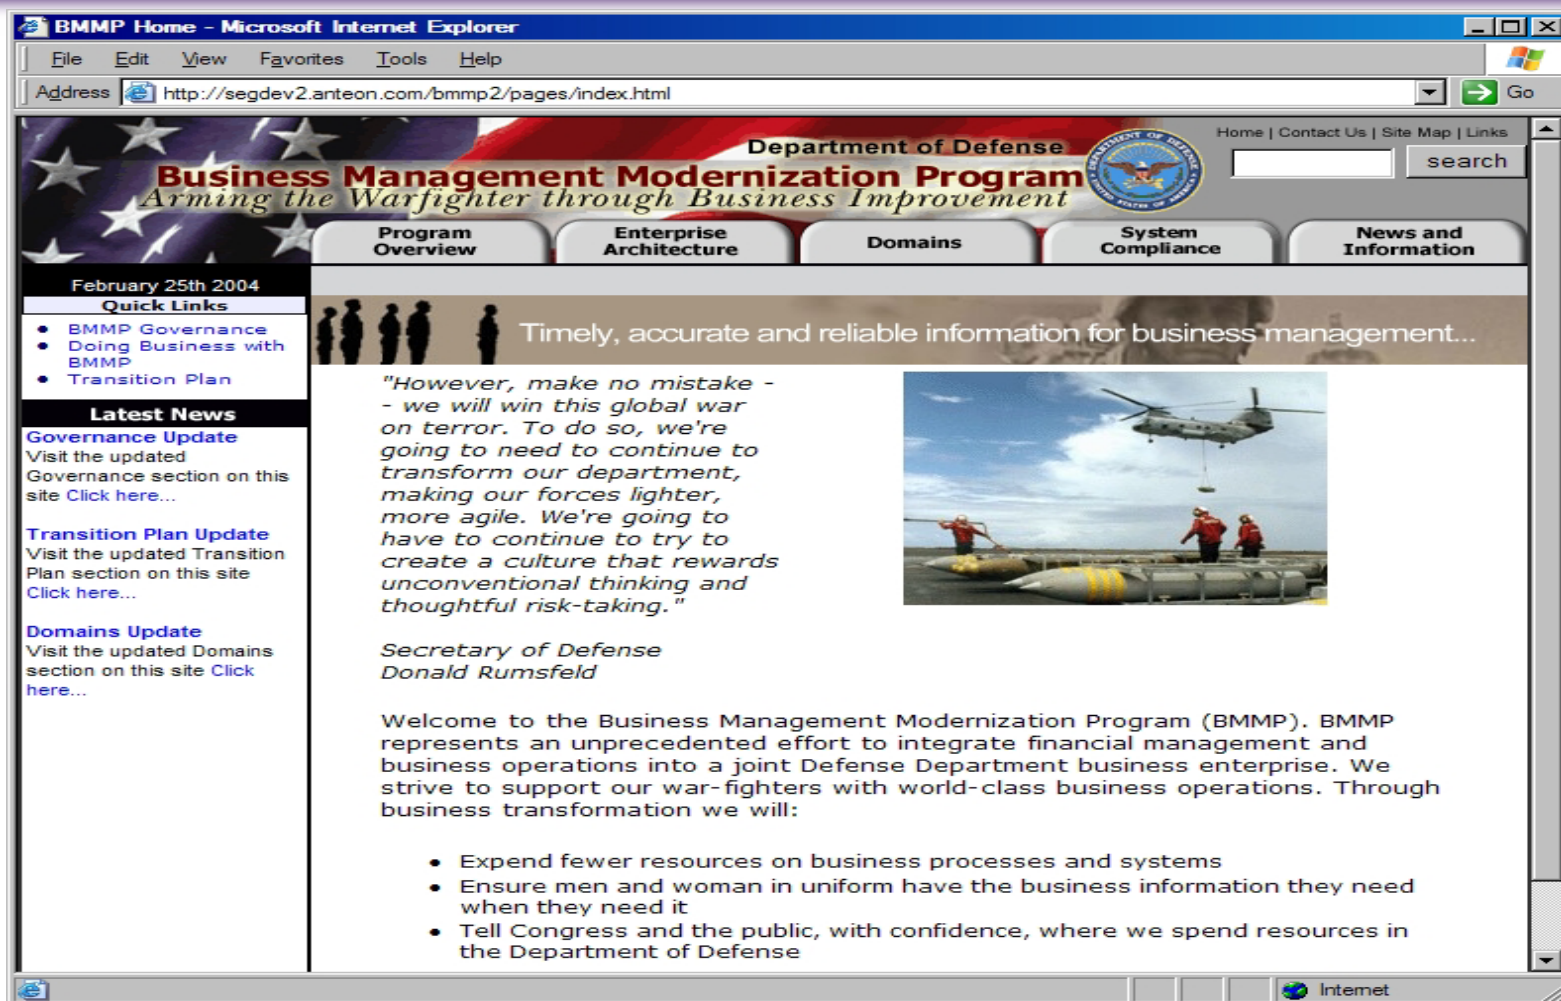 BMMP Home - Microsoft Internet Explorer
File Edit View Favorites Tools Help
Address http://segdev2.anteon.com/bmmp2/pages/index.html Go
Home | Contact Us | Site Map | Links
search
Department of Defense
Business Management Modernization Program
Arming the Warfighter through Business Improvement
Program
Overview
Enterprise
Architecture
Domains
System
Compliance
News and
Information
February 25th 2004
Quick Links
• BMMP Governance
• Doing Business with
BMMP
• Transition Plan
Latest News
Governance Update
Visit the updated
Governance section on this
site Click here...
Transition Plan Update
Visit the updated Transition
Plan section on this site
Click here...
Domains Update
Visit the updated Domains
section on this site Click
here...
Timely, accurate and reliable information for business management...
"However, make no mistake -
- we will win this global war
on terror. To do so, we're
going to need to continue to
transform our department,
making our forces lighter,
more agile. We're going to
have to continue to try to
create a culture that rewards
unconventional thinking and
thoughtful risk-taking."
Secretary of Defense
Donald Rumsfeld
Welcome to the Business Management Modernization Program (BMMP). BMMP
represents an unprecedented effort to integrate financial management and
business operations into a joint Defense Department business enterprise. We
strive to support our war-fighters with world-class business operations. Through
business transformation we will:
• Expend fewer resources on business processes and systems
• Ensure men and woman in uniform have the business information they need
when they need it
• Tell Congress and the public, with confidence, where we spend resources in
the Department of Defense
Internet